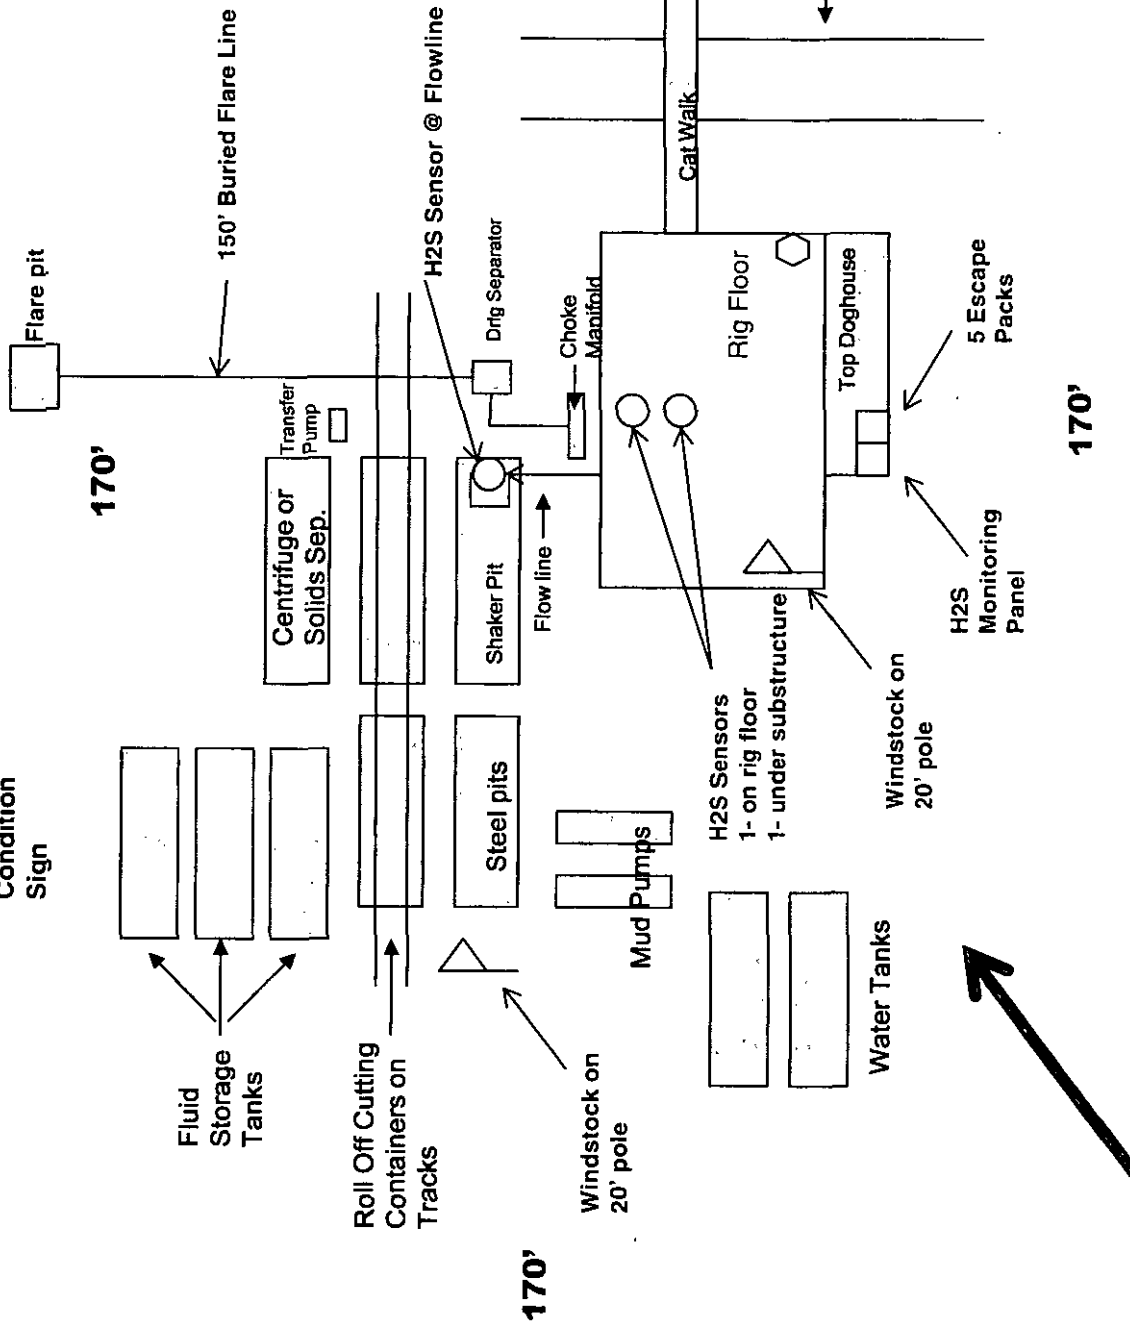 Condition
Sign
Flare pit
150' Buried Flare Line
170'
H2S Sensor @ Flowline
Transfer
Pump
Centrifuge or
Solids Sep.
Drlg Separator
Choke
Manifold
Shaker Pit
Flow line
Steel pits
Fluid
Storage
Tanks
Roll Off Cutting
Containers on
Tracks
Windstock on
20' pole
170'
Mud Pumps
Water Tanks
H2S Sensors
1- on rig floor
1- under substructure
Windstock on
20' pole
Rig Floor
Cat Walk
Top Doghouse
H2S
Monitoring
Panel
5 Escape
Packs
170'